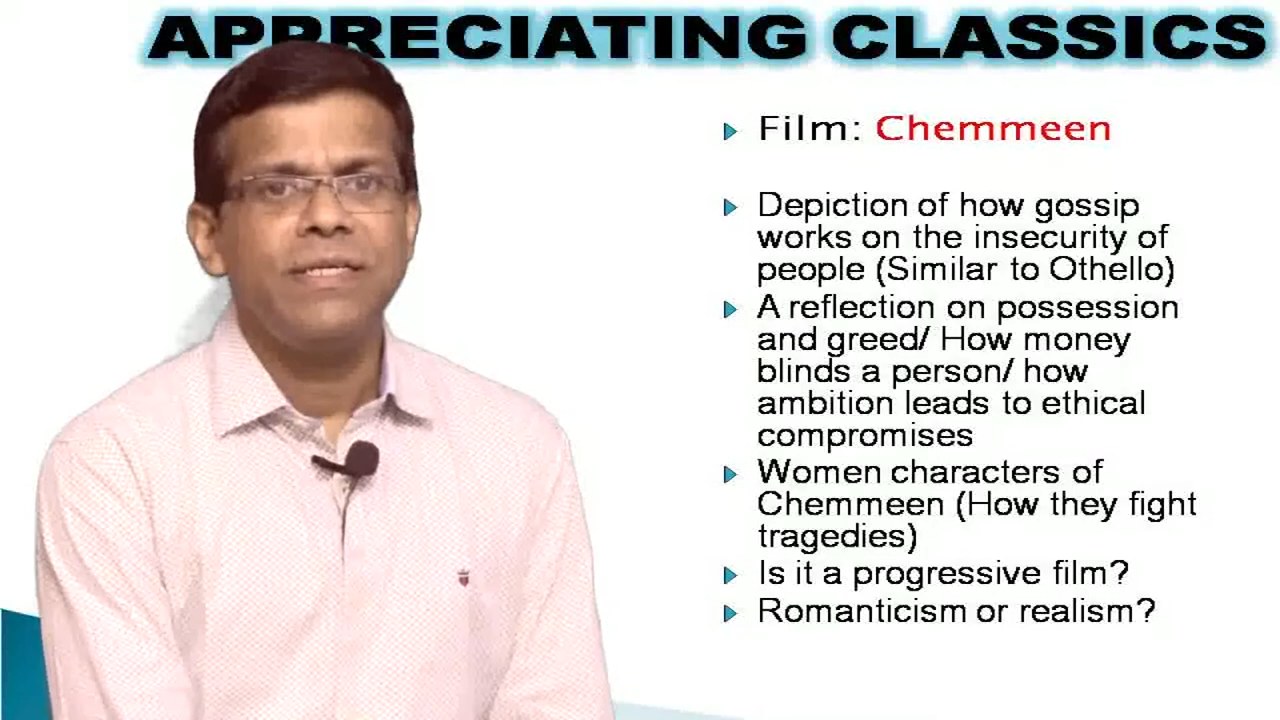 APPRECIATING CLASSICS
Film: Chemmeen
Depiction of how gossip
works on the insecurity of
people (Similar to Othello)
A reflection on possession
and greed/ How money
blinds a person/ how
ambition leads to ethical
compromises
Women characters of
Chemmeen (How they fight
tragedies)
Is it a progressive film?
Romanticism or realism?